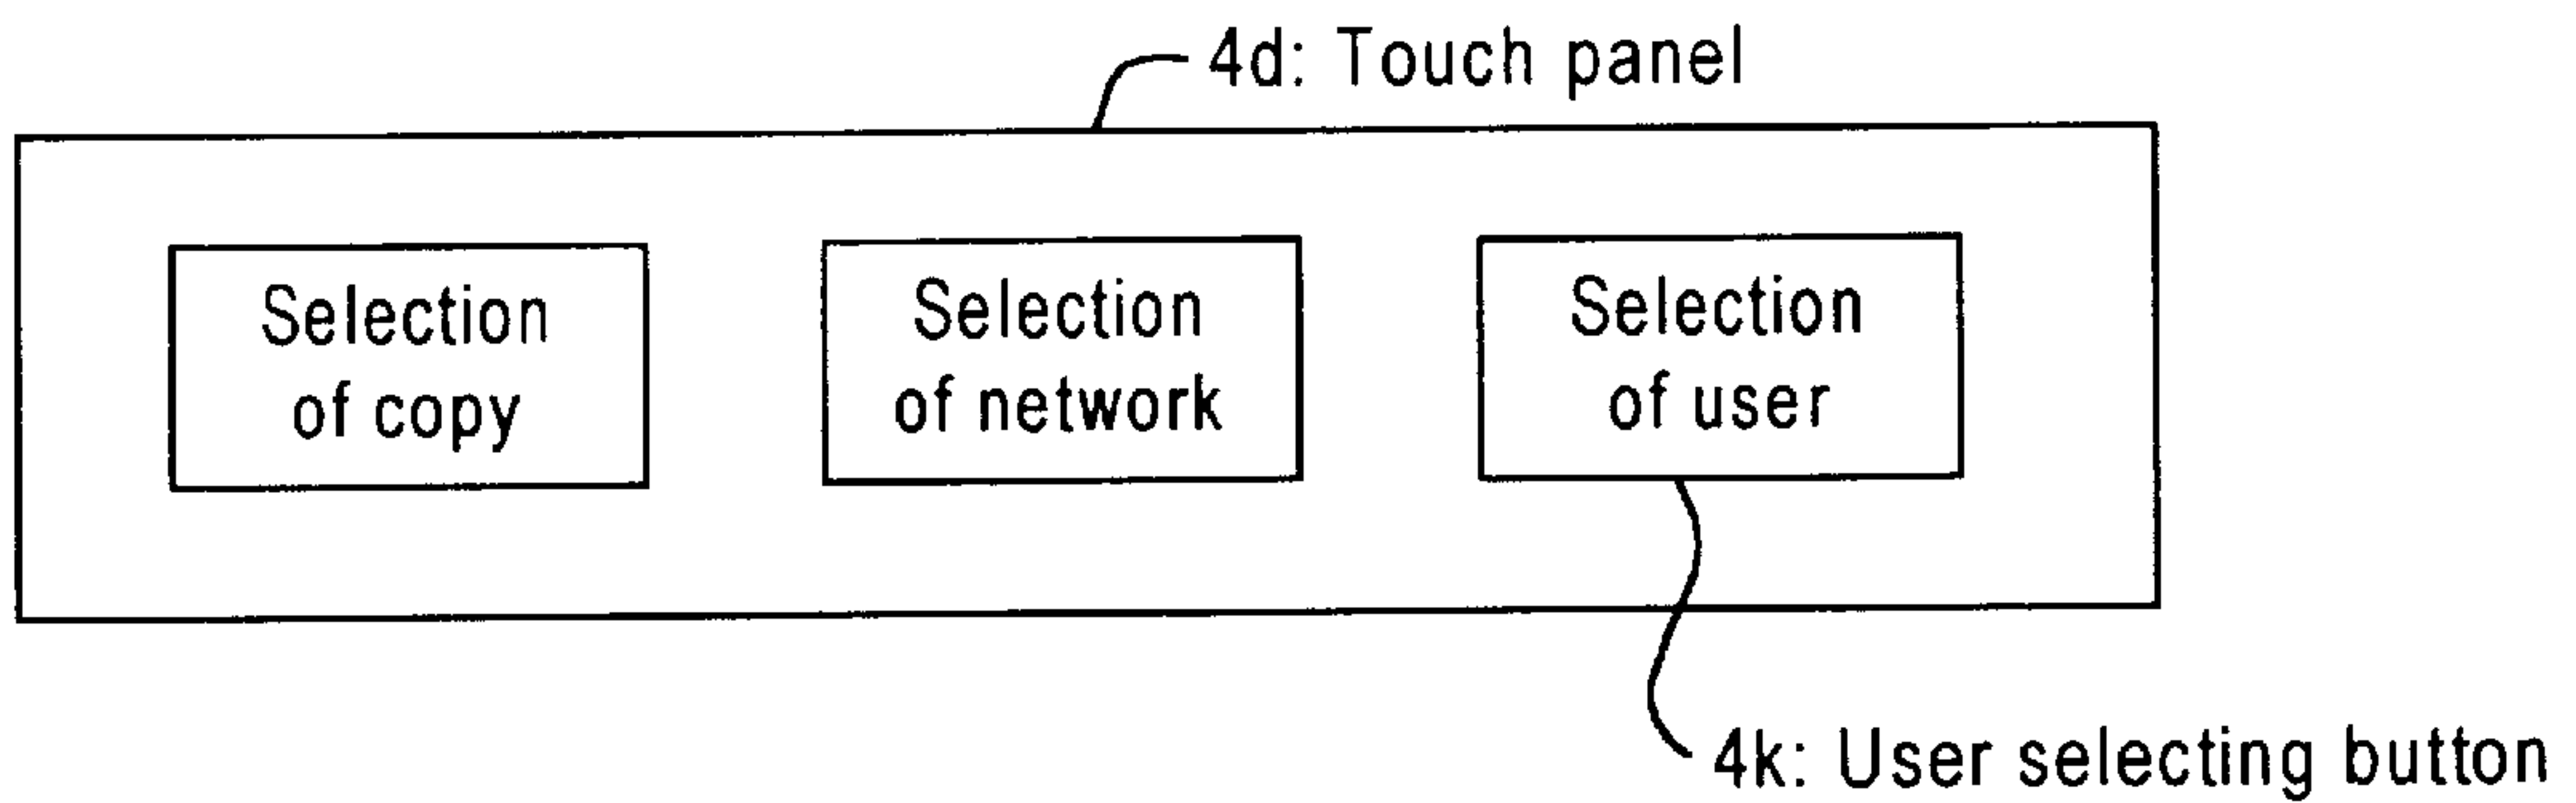 4d: Touch panel
Selection
of copy
Selection
of network
Selection
of user
4k: User selecting button